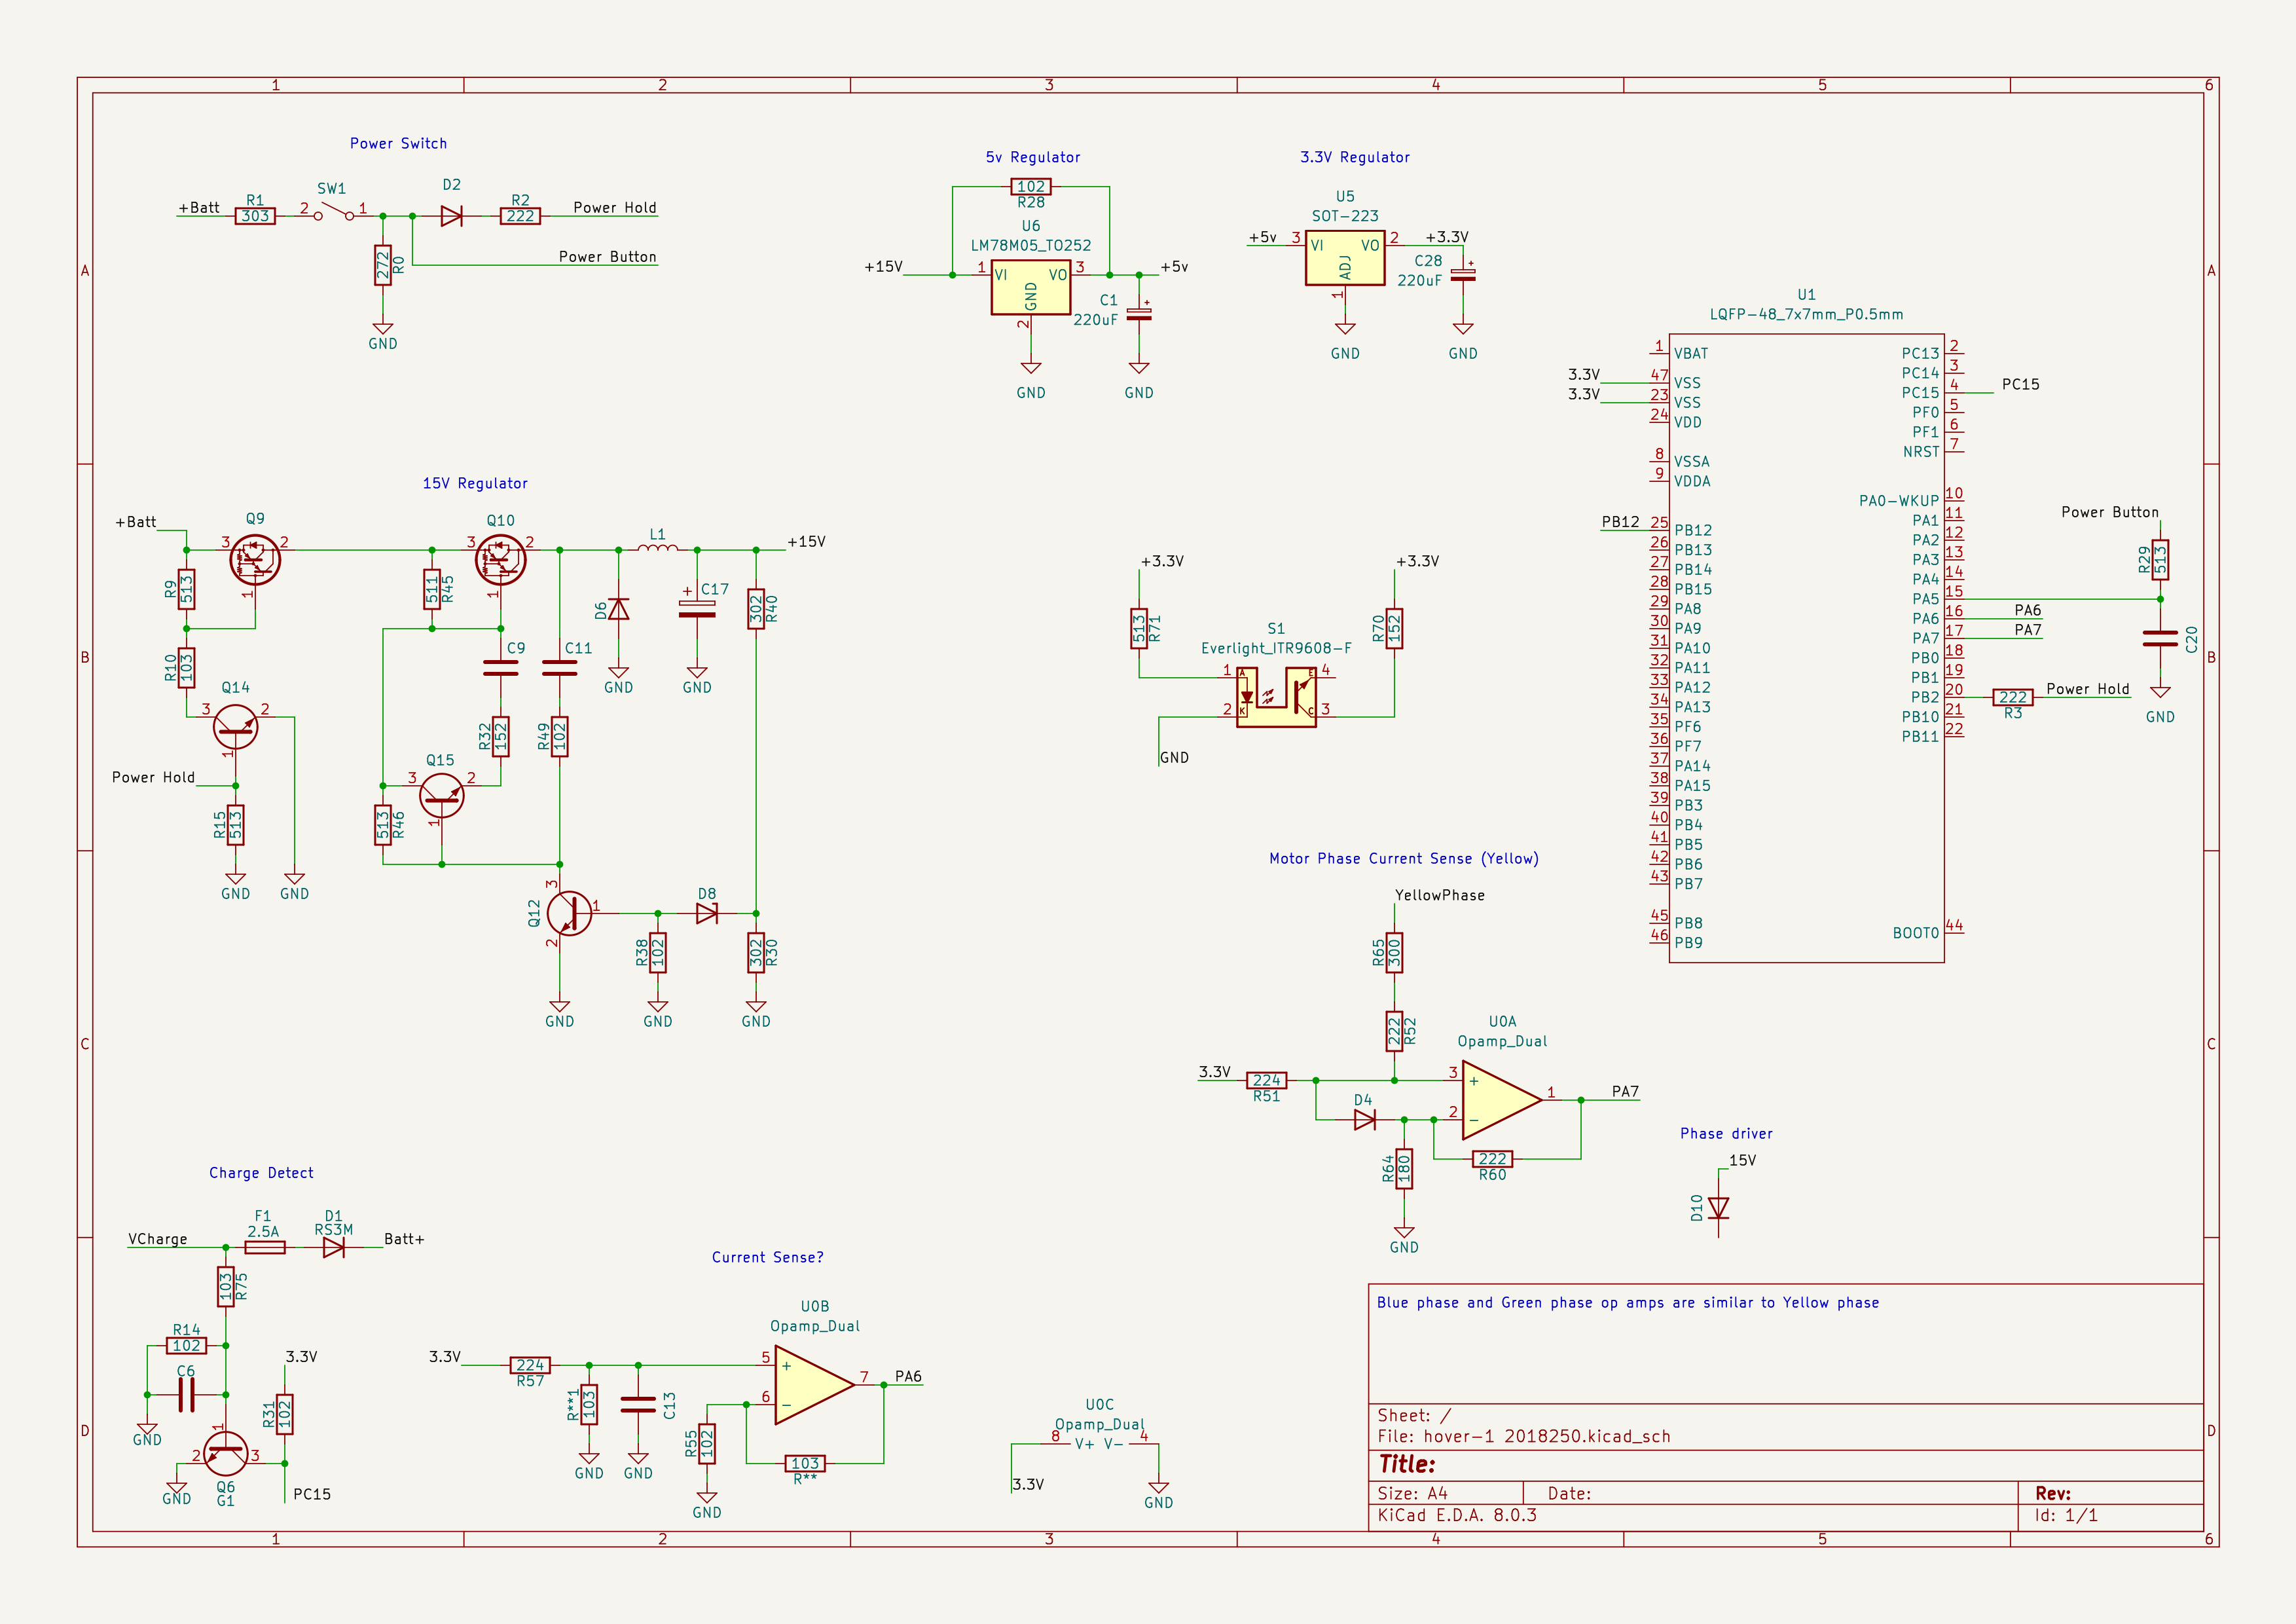 1 2 3 4 5 6
A
B
C
D
A
B
C
D
1 2 3 4 5 6
Power Switch
+Batt
R1
303
SW1
2 1
D2
R2
222
Power Hold
Power Button
272
R0
GND
5v Regulator
102
R28
U6
LM78M05_TO252
+15V
1 VI
VO 3
GND
2
+5v
C1
220uF
+
GND
GND
3.3V Regulator
U5
SOT-223
+5v
3 VI
VO 2
ADJ
1
+3.3V
C28
220uF
+
GND
GND
U1
LQFP-48_7x7mm_P0.5mm
1 VBAT
3.3V 47 VSS
3.3V 23 VSS
24 VDD
8 VSSA
9 VDDA
PB12 25 PB12
26 PB13
27 PB14
28 PB15
29 PA8
30 PA9
31 PA10
32 PA11
33 PA12
34 PA13
35 PF6
36 PF7
37 PA14
38 PA15
39 PB3
40 PB4
41 PB5
42 PB6
43 PB7
45 PB8
46 PB9
PC13 2
PC14 3
PC15 4 PC15
PF0 5
PF1 6
NRST 7
PA0-WKUP 10
PA1 11
PA2 12
PA3 13
PA4 14
PA5 15
PA6 16 PA6
PA7 17 PA7
PB0 18
PB1 19
PB2 20
PB10 21
PB11 22
BOOT0 44
222
R3
Power Hold
Power Button
R29
513
C20
GND
15V Regulator
+Batt
Q9
3 2
1
R9
513
R10
103
Q14
3 2
1
Power Hold
R15
513
GND
GND
511
R45
Q10
3 2
1
C9
C11
R32
152
R49
102
Q15
3 2
1
513
R46
D6
GND
L1
+
C17
GND
+15V
302
R40
Q12
3
1
2
GND
D8
R38
102
GND
302
R30
GND
+3.3V
513
R71
S1
Everlight_ITR9608-F
1 A
2 K
E 4
C 3
GND
+3.3V
R70
152
Motor Phase Current Sense (Yellow)
YellowPhase
R65
300
222
R52
3.3V
224
R51
D4
U0A
Opamp_Dual
3 +
2 −
1
PA7
R64
180
222
R60
GND
Phase driver
15V
D10
Charge Detect
VCharge
F1
2.5A
D1
RS3M
Batt+
103
R75
R14
102
C6
GND
3.3V
R31
102
1
2 3
GND
Q6
G1
PC15
Current Sense?
3.3V
224
R57
R**1
103
C13
GND
GND
U0B
Opamp_Dual
5 +
6 −
7
PA6
R55
102
103
R**
GND
U0C
Opamp_Dual
8 V+ V- 4
3.3V
GND
Blue phase and Green phase op amps are similar to Yellow phase
Sheet: /
File: hover-1 2018250.kicad_sch
Title:
Size: A4 Date: Rev:
KiCad E.D.A. 8.0.3 Id: 1/1